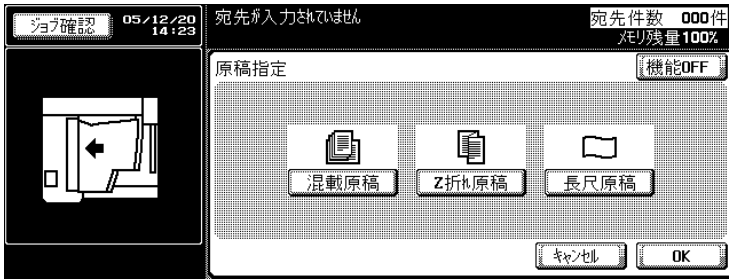 ジョブ確認
05/12/20
14:23
宛先が入力されていません
宛先件数 000件
メモリ残量100%
原稿指定
機能OFF
混載原稿
Z折れ原稿
長尺原稿
キャンセル
OK